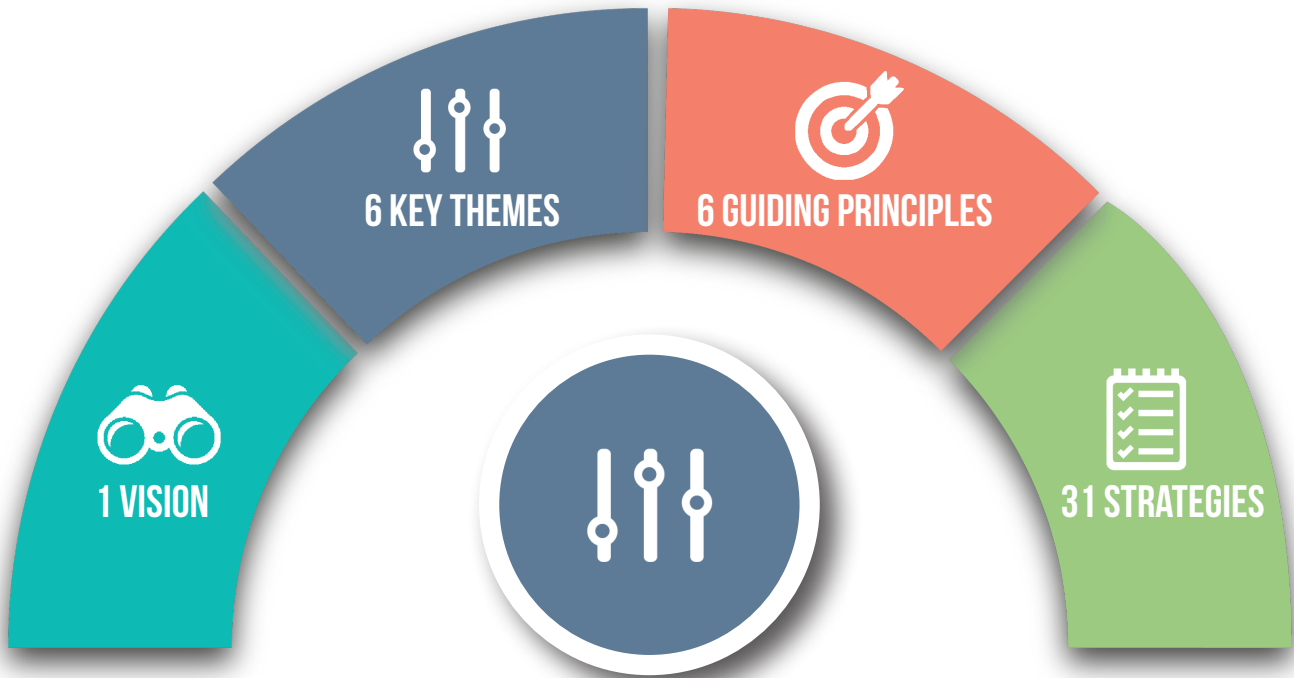 1 VISION
6 KEY THEMES
6 GUIDING PRINCIPLES
31 STRATEGIES